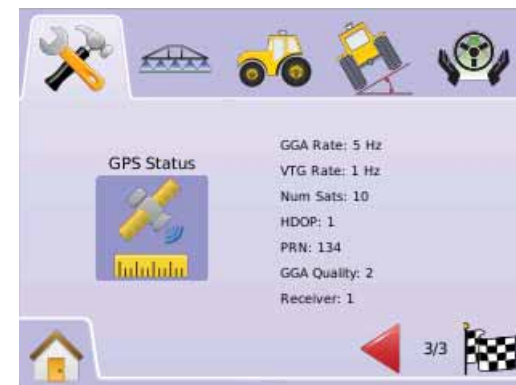 GPS Status
GGA Rate: 5 Hz
VTG Rate: 1 Hz
Num Sats: 10
HDOP: 1
PRN: 134
GGA Quality: 2
Receiver: 1
3/3